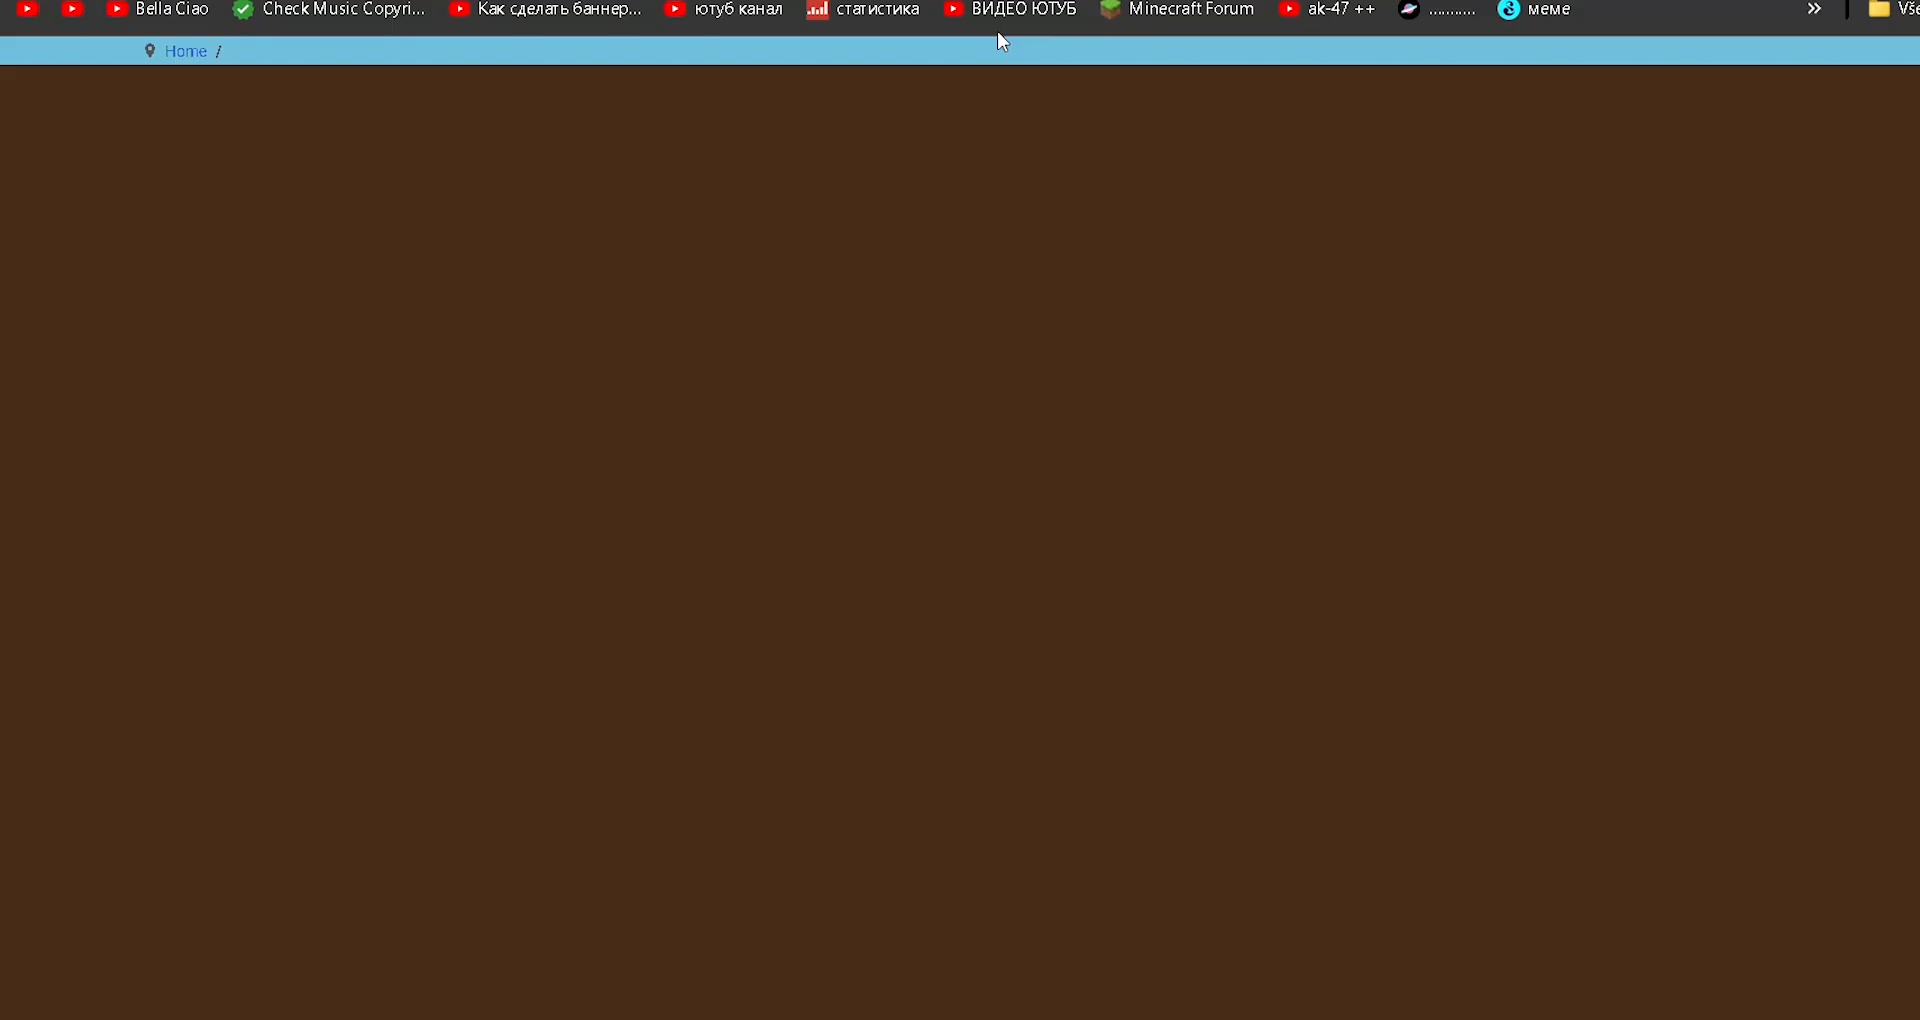 Bella Ciao Check Music Copyri... Как сделать баннер... ютуб канал статистика ВИДЕО ЮТУБ Minecraft Forum ak-47 ++ ........... меме » Vše
Home /